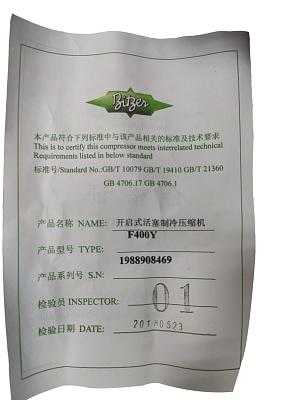 Bitzer
本产品符合下列标准中与该产品相关的标准及技术要求
This is to certify this compressor meets interrelated technical
Requirements listed in below standard
标准号/Standard No.:GB/T 10079 GB/T 19410 GB/T 21360
GB 4706.17 GB 4706.1
产品名称 NAME: 开启式活塞制冷压缩机
F400Y
产品型号 TYPE:
1988908469
产品系列号 S.N:
检验员 INSPECTOR: 01
检验日期 DATE: 20180523